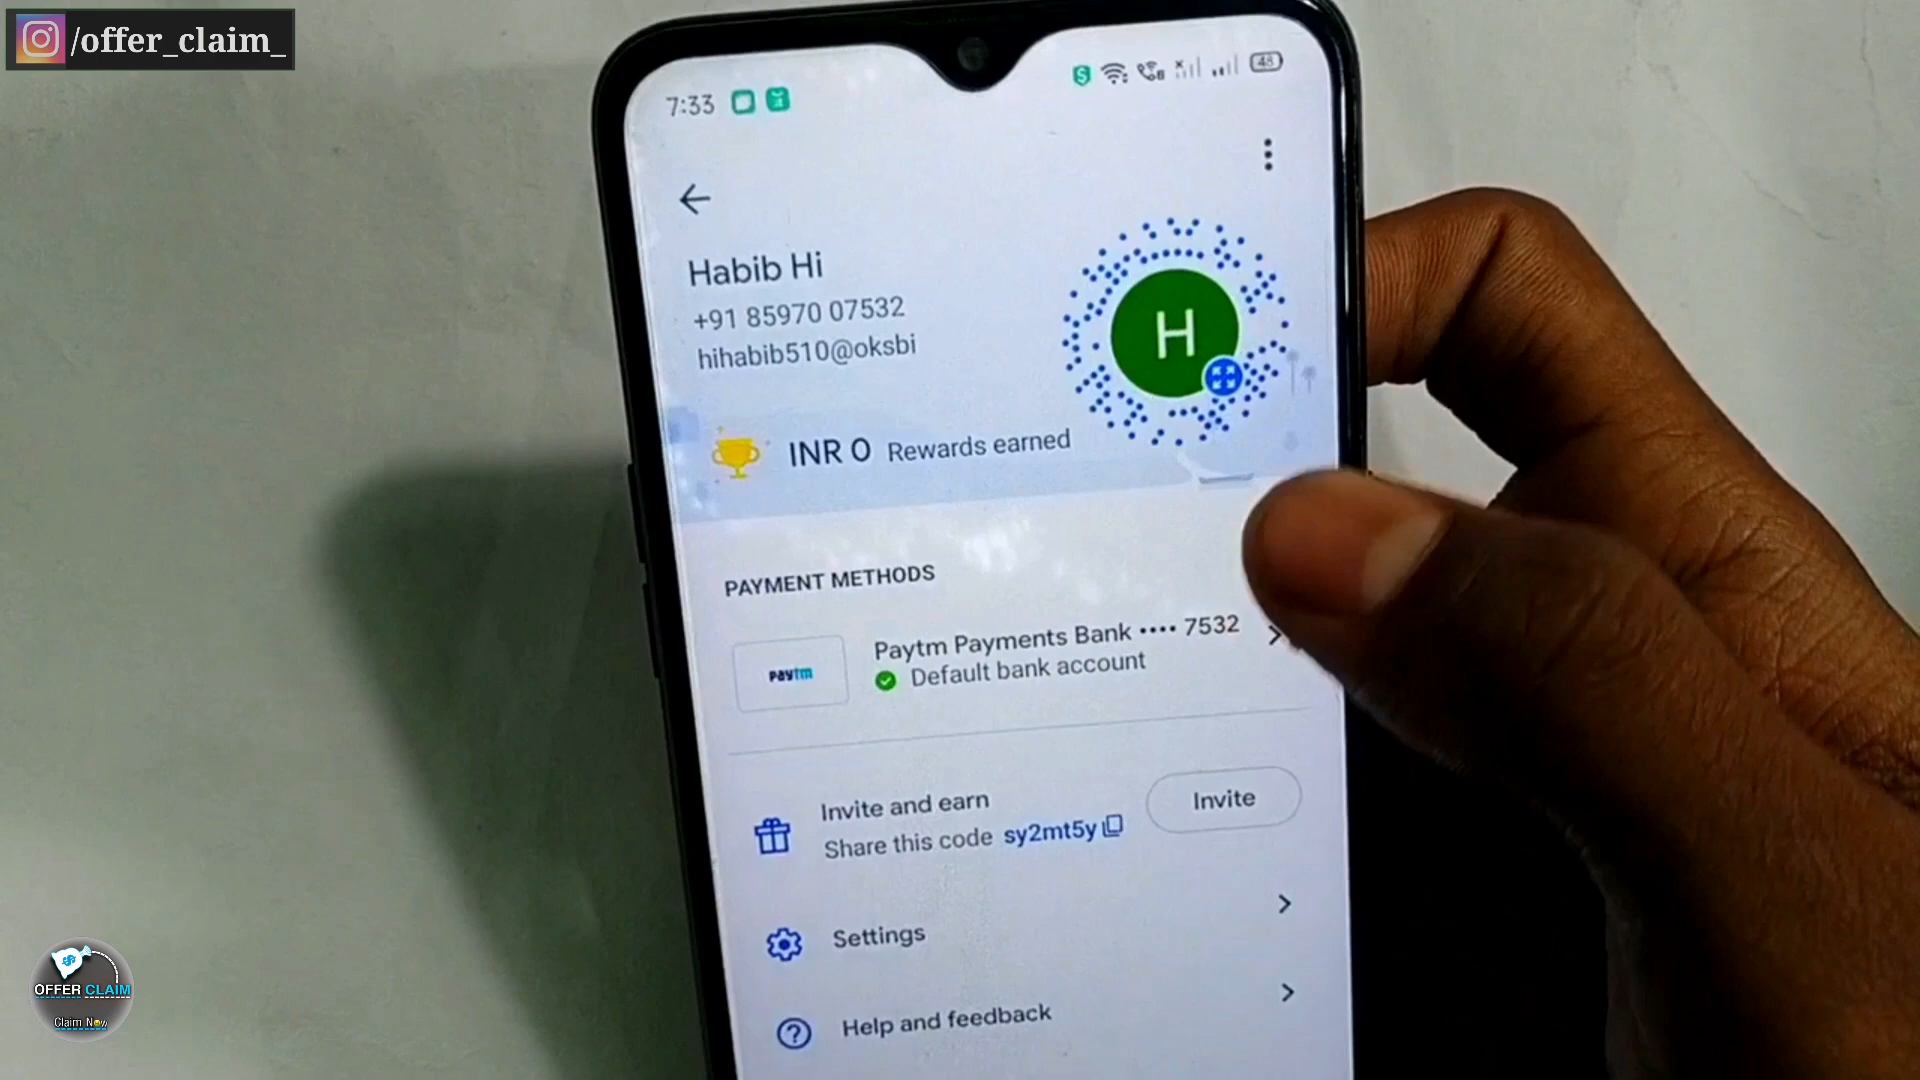 /offer_claim_
7:33
48
Habib Hi
+91 85970 07532
hihabib510@oksbi
H
INR 0 Rewards earned
PAYMENT METHODS
paytm
Paytm Payments Bank •••• 7532
Default bank account
Invite and earn
Share this code sy2mt5y
Invite
Settings
Help and feedback
OFFER CLAIM
Claim Now